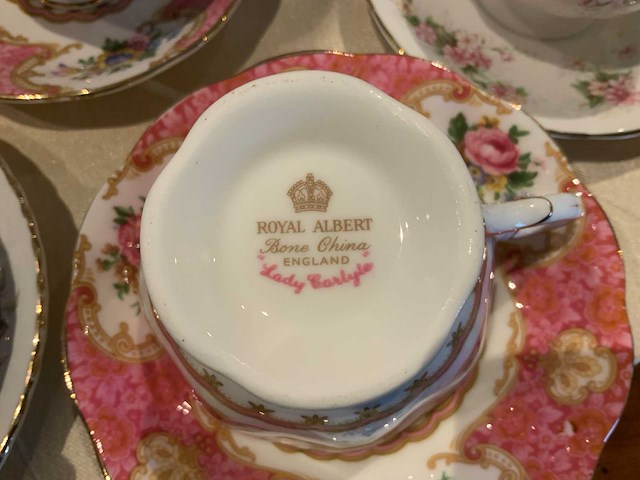 ROYAL ALBERT
Bone China
ENGLAND
"Lady Carlyle"